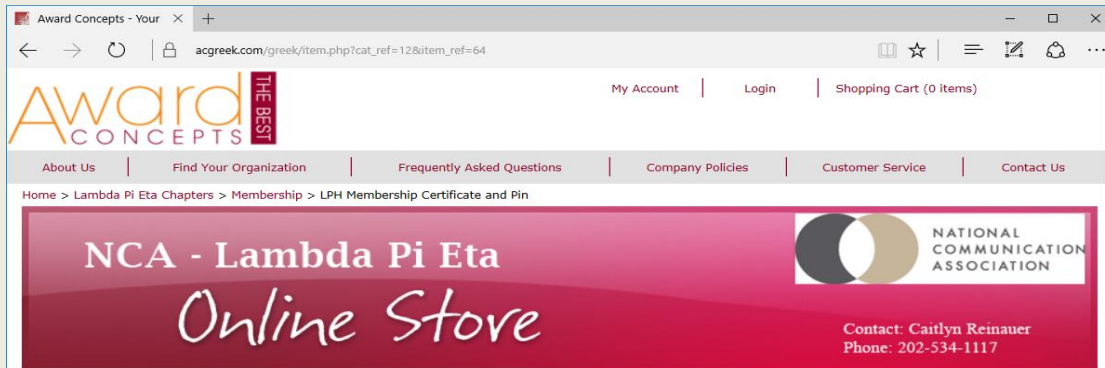 Award Concepts - Your
acgreek.com/greek/item.php?cat_ref=12&item_ref=64
Award
CONCEPTS
THE BEST
My Account Login Shopping Cart (0 items)
About Us Find Your Organization Frequently Asked Questions Company Policies Customer Service Contact Us
Home > Lambda Pi Eta Chapters > Membership > LPH Membership Certificate and Pin
NCA - Lambda Pi Eta
Online Store
NATIONAL
COMMUNICATION
ASSOCIATION
Contact: Caitlyn Reinauer
Phone: 202-534-1117